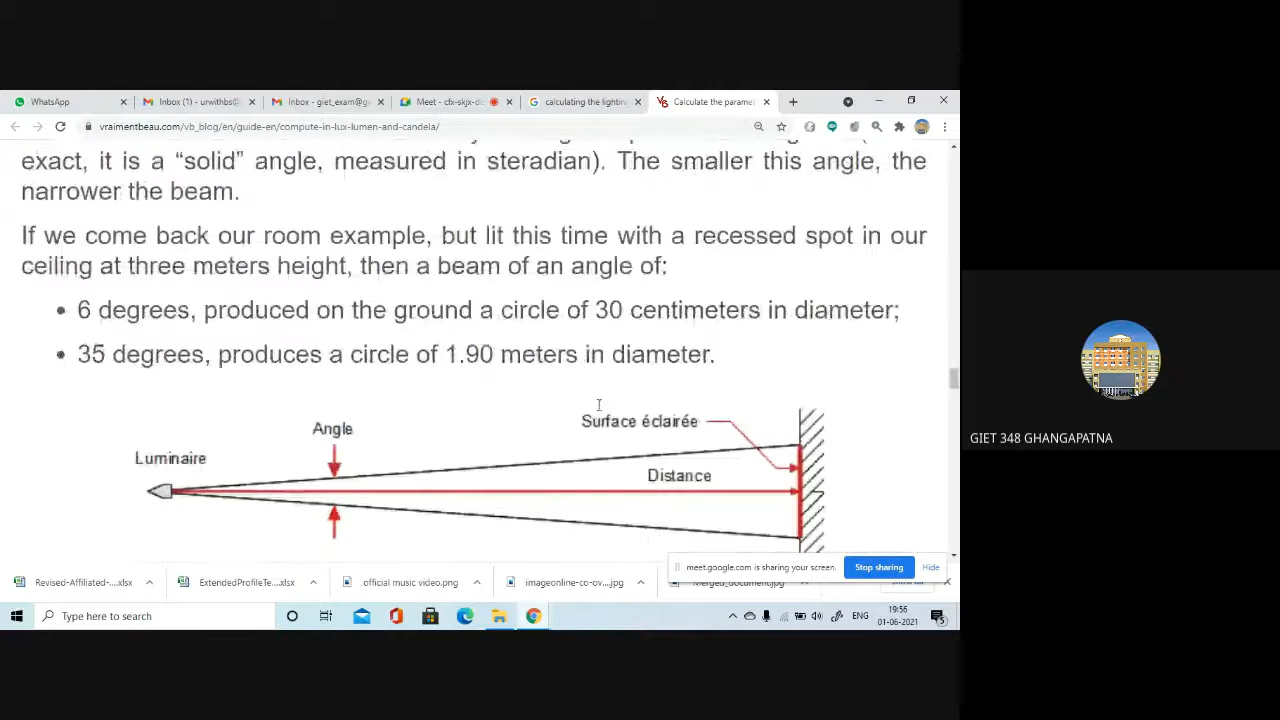 WhatsApp
Inbox (1) - urwithbs@
Inbox - giet_exam@g
Meet - cfx-skjx-d
calculating the lighting
Calculate the parame
vraimentbeau.com/vb_blog/en/guide-en/compute-in-lux-lumen-and-candela/
exact, it is a “solid” angle, measured in steradian). The smaller this angle, the
narrower the beam.
If we come back our room example, but lit this time with a recessed spot in our
ceiling at three meters height, then a beam of an angle of:
• 6 degrees, produced on the ground a circle of 30 centimeters in diameter;
• 35 degrees, produces a circle of 1.90 meters in diameter.
Surface éclairée
Angle
Luminaire
Distance
GIET 348 GHANGAPATNA
meet.google.com is sharing your screen.
Stop sharing
Hide
Revised-Affiliated-....xlsx
ExtendedProfileTe....xlsx
official music video.png
imageonline-co-ov....jpg
Merged_document.jpg
Type here to search
ENG
19:56
01-06-2021